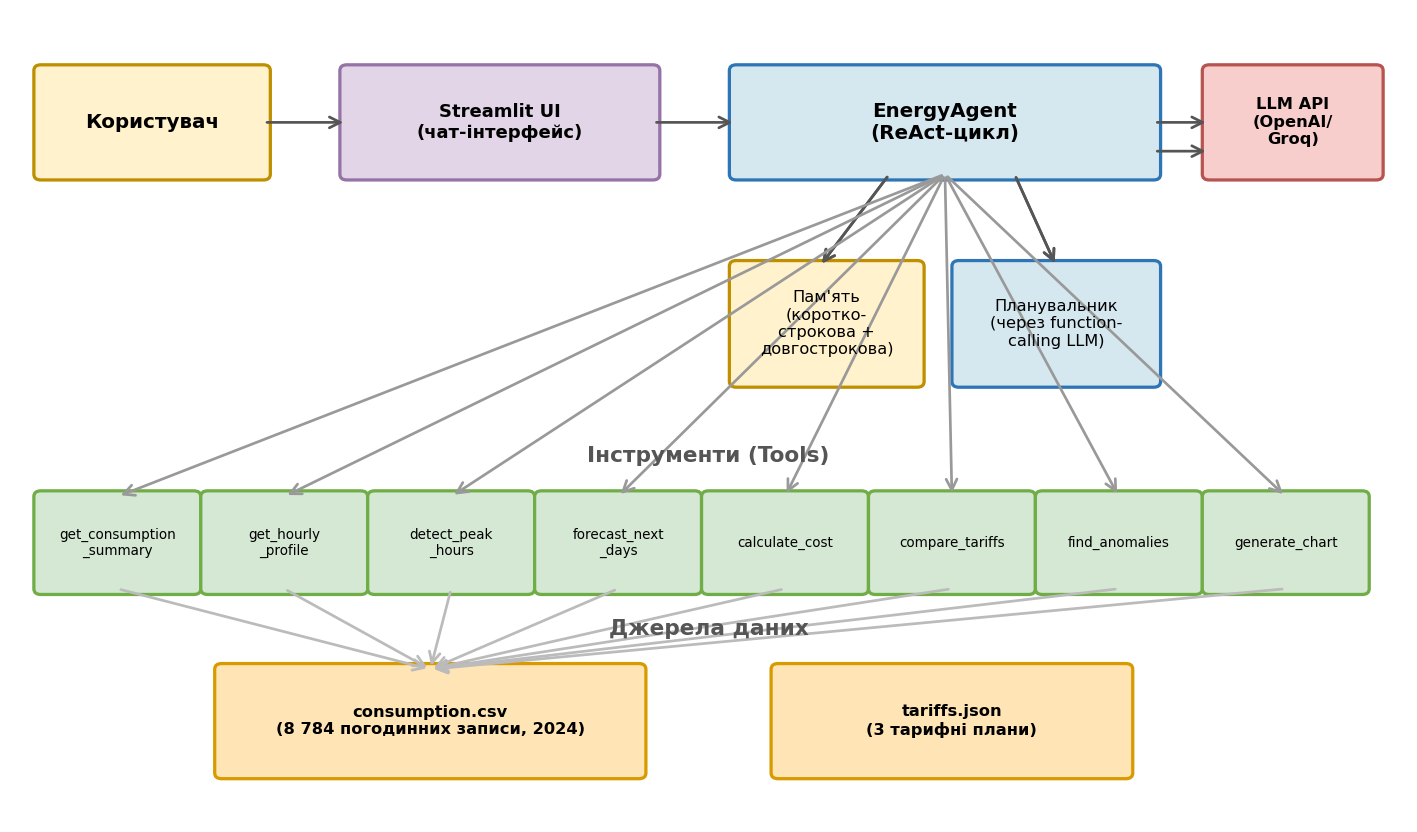 Користувач
Streamlit UI
(чат-інтерфейс)
EnergyAgent
(ReAct-цикл)
LLM API
(OpenAI/
Groq)
Пам'ять
(коротко-
строкова +
довгострокова)
Планувальник
(через function-
calling LLM)
Інструменти (Tools)
get_consumption
_summary
get_hourly
_profile
detect_peak
_hours
forecast_next
_days
calculate_cost
compare_tariffs
find_anomalies
generate_chart
Джерела даних
consumption.csv
(8 784 погодинних записи, 2024)
tariffs.json
(3 тарифні плани)